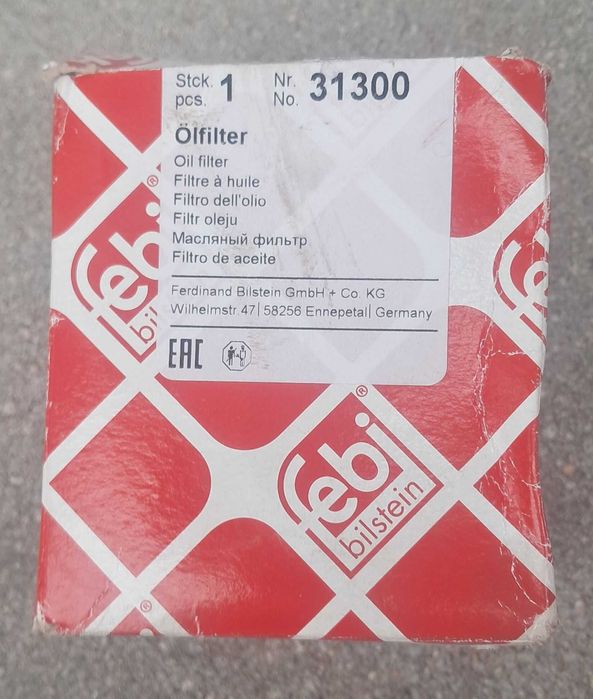 Stck. 1 Nr. 31300
pcs. No.
Ölfilter
Oil filter
Filtre à huile
Filtro dell'olio
Filtr oleju
Масляный фильтр
Filtro de aceite
Ferdinand Bilstein GmbH + Co. KG
Wilhelmstr. 47| 58256 Ennepetal| Germany
EAC
febi®
bilstein
febi®
bilstein
®